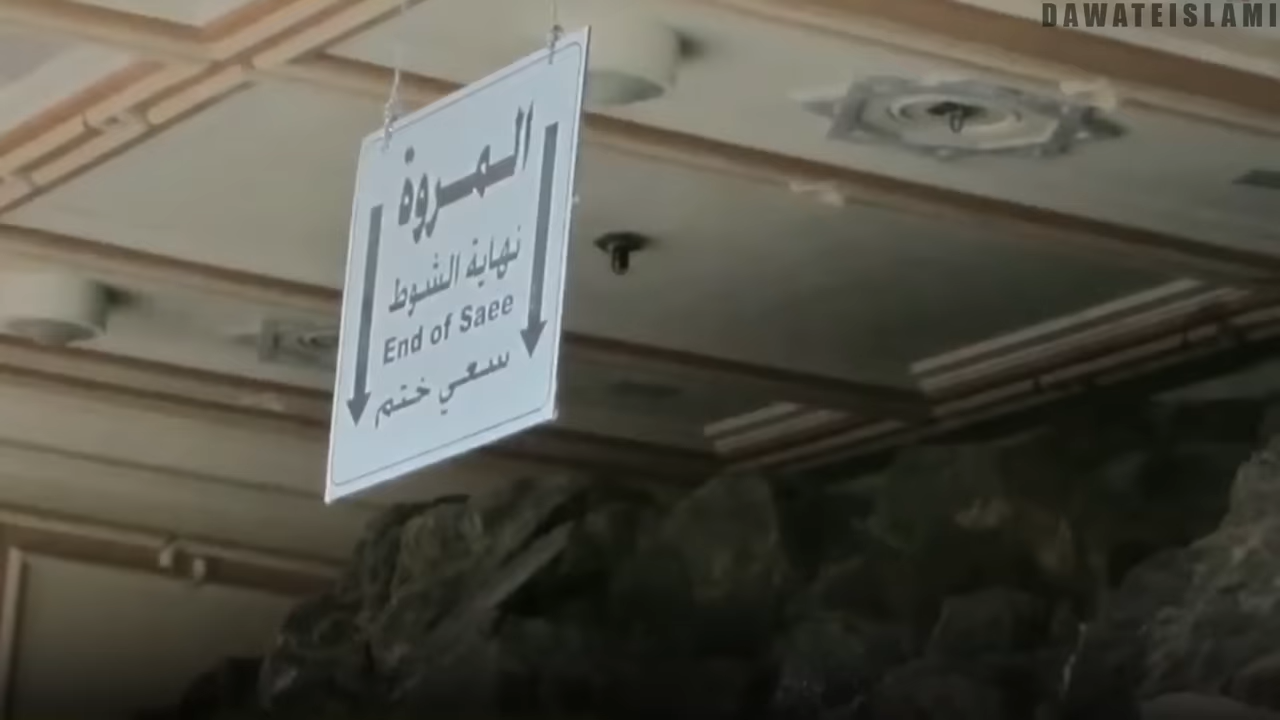 DAWATEISLAMI
المروة
نهاية الشوط
End of Saee
سعي ختم